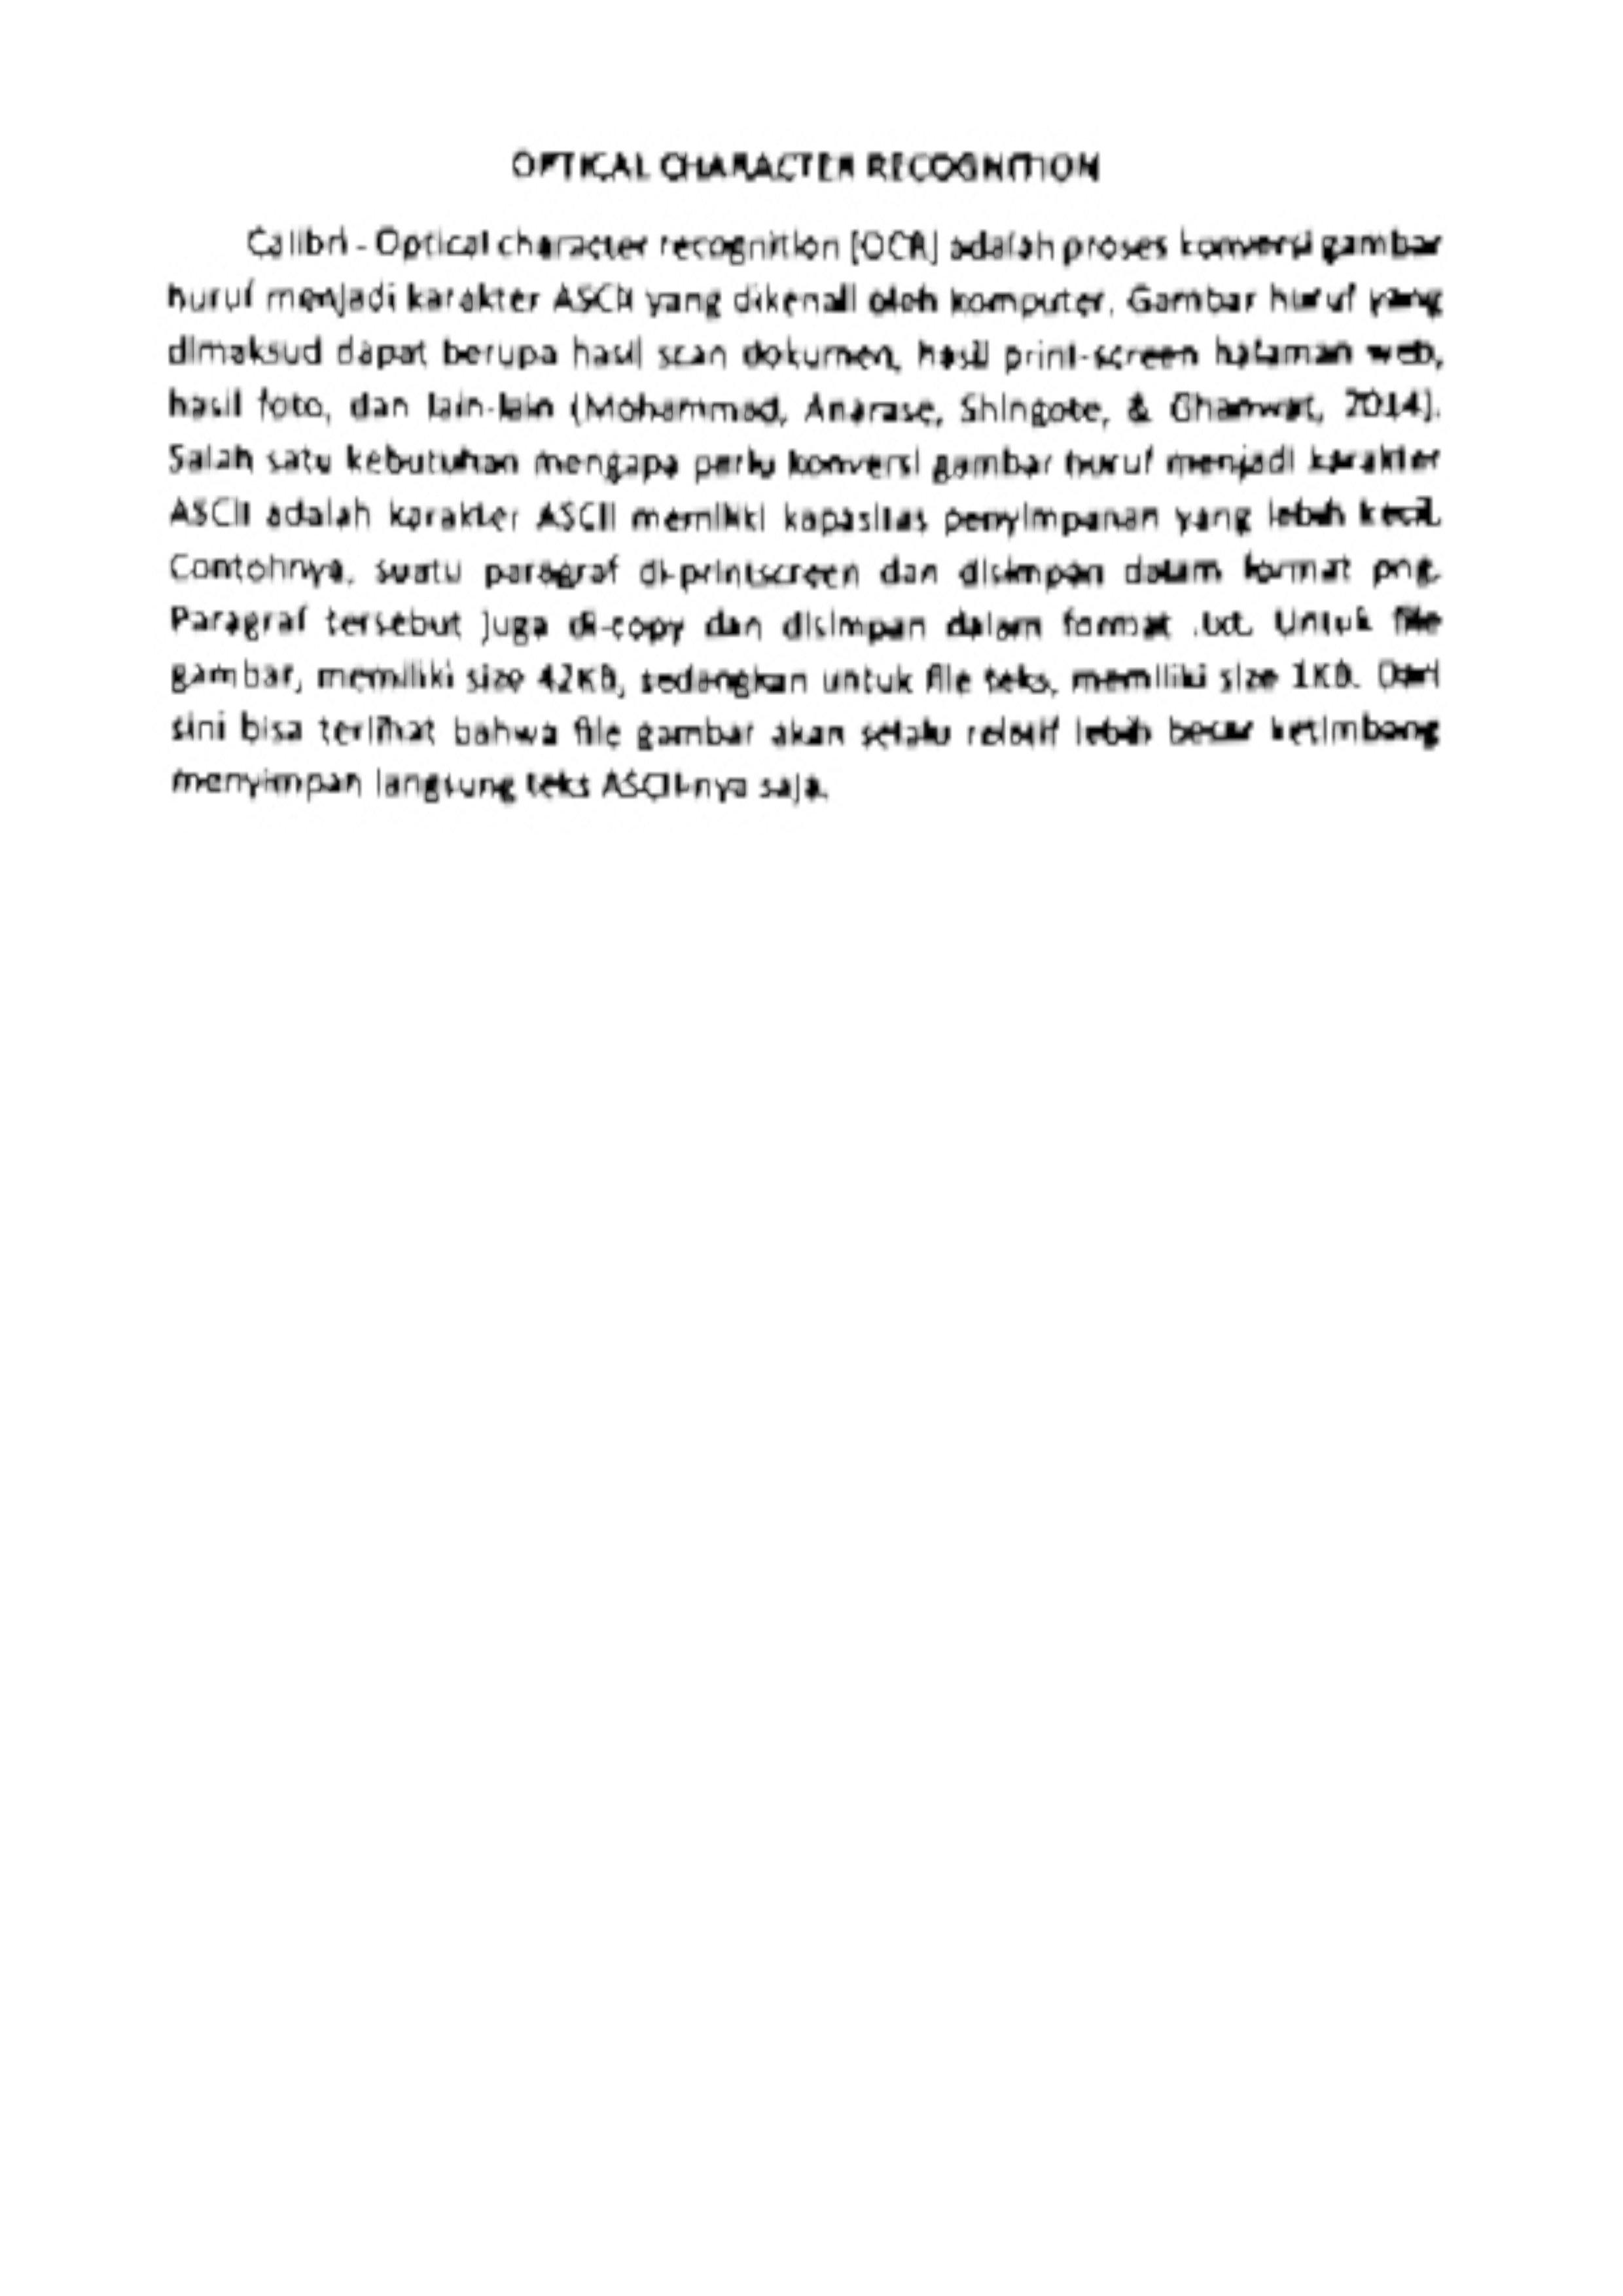 OPTICAL CHARACTER RECOGNITION
Calibri - Optical character recognition (OCR) adalah proses konversi gambar
huruf menjadi karakter ASCII yang dikenali oleh komputer. Gambar huruf yang
dimaksud dapat berupa hasil scan dokumen, hasil print-screen halaman web,
hasil foto, dan lain-lain (Mohammad, Anarase, Shingote, & Ghanwat, 2014).
Salah satu kebutuhan mengapa perlu konversi gambar huruf menjadi karakter
ASCII adalah karakter ASCII memiliki kapasitas penyimpanan yang lebih kecil.
Contohnya, suatu paragraf di-printscreen dan disimpan dalam format png.
Paragraf tersebut juga di-copy dan disimpan dalam format .txt. Untuk file
gambar, memiliki size 42KB, sedangkan untuk file teks, memiliki size 1KB. Dari
sini bisa terlihat bahwa file gambar akan selalu relatif lebih besar ketimbang
menyimpan langsung teks ASCII-nya saja.